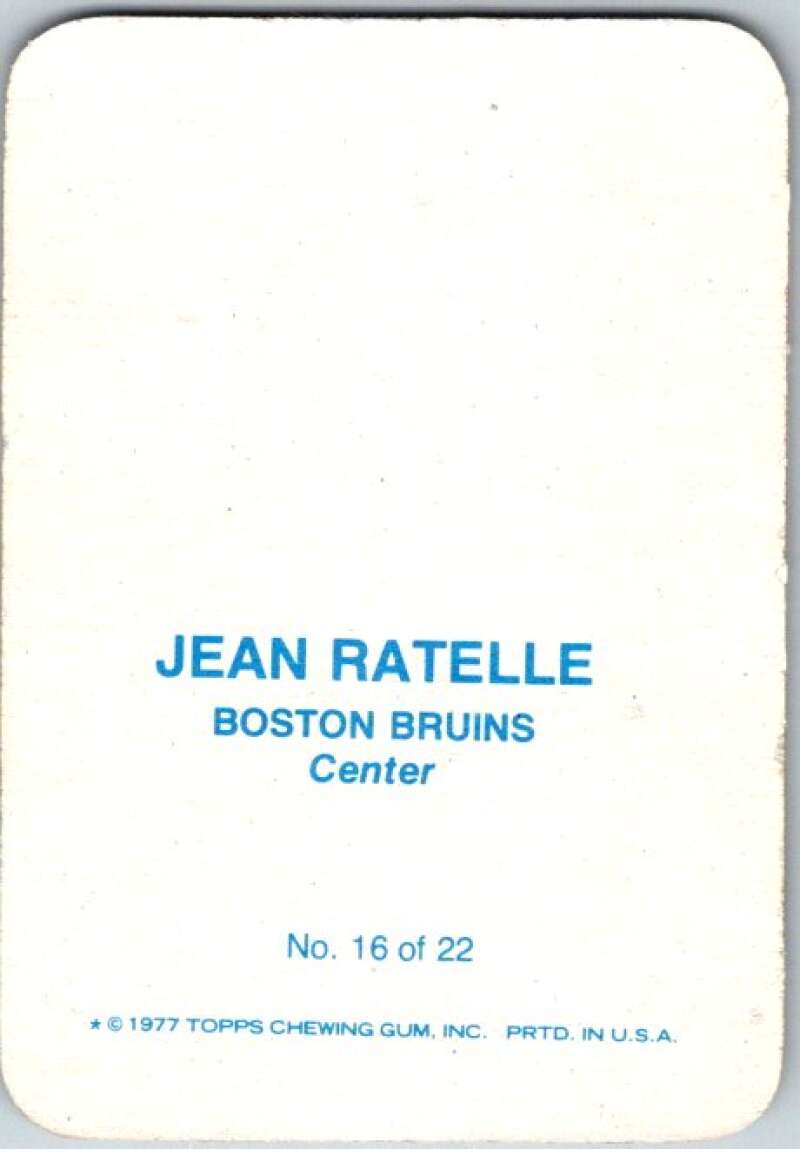 JEAN RATELLE
BOSTON BRUINS
Center
No. 16 of 22
* © 1977 TOPPS CHEWING GUM, INC. PRTD. IN U.S.A.